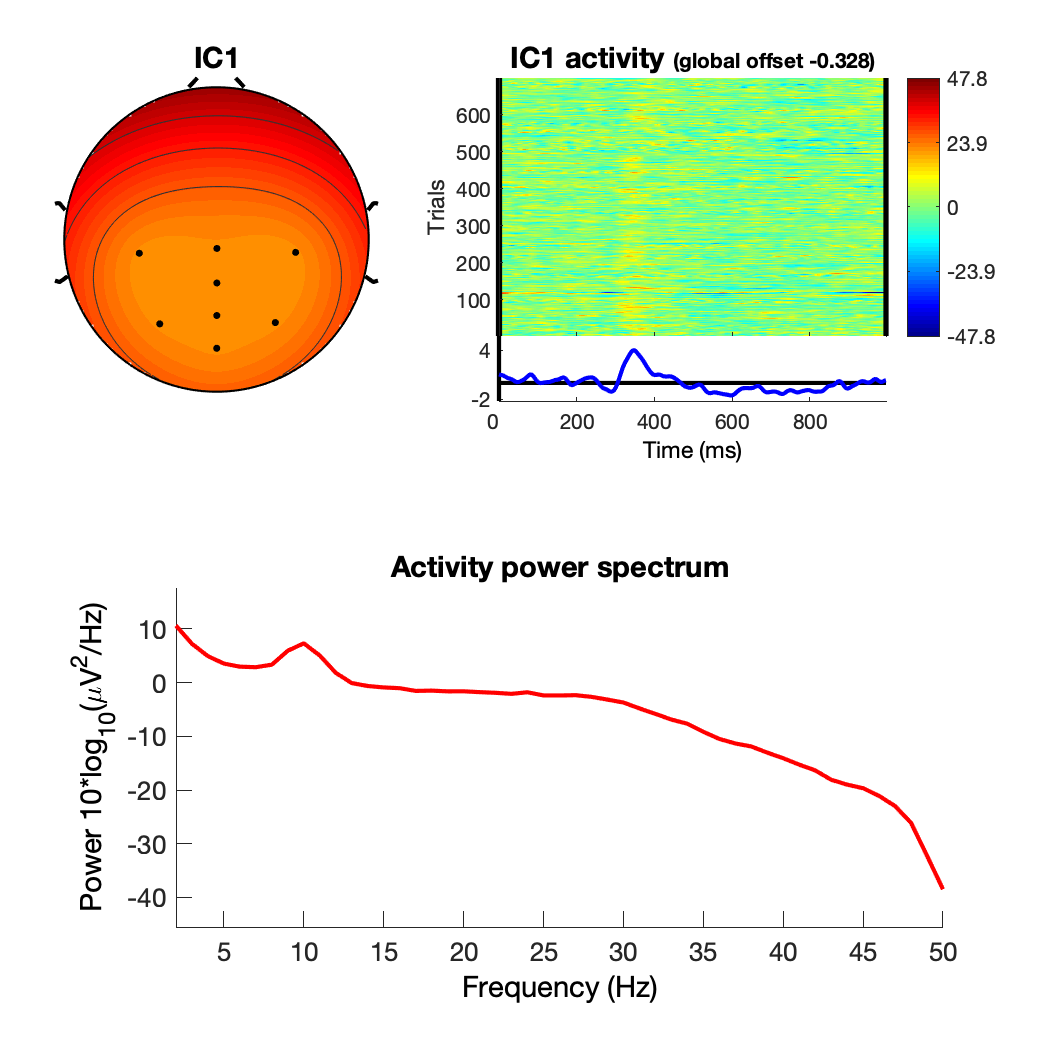 IC1
IC1 activity (global offset -0.328)
Trials
600
500
400
300
200
100
47.8
23.9
0
-23.9
-47.8
4
-2
0 200 400 600 800
Time (ms)
Activity power spectrum
Power 10*log10(μV2/Hz)
10
0
-10
-20
-30
-40
5 10 15 20 25 30 35 40 45 50
Frequency (Hz)